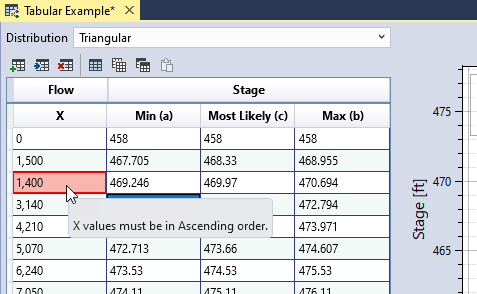 Tabular Example*
Distribution Triangular
Flow Stage
X Min (a) Most Likely (c) Max (b)
0 458 458 458
1,500 467.705 468.33 468.955
1,400 469.246 469.97 470.694
3,140 472.794
4,210 473.971
X values must be in Ascending order.
5,070 472.713 473.66 474.607
6,240 473.53 474.53 475.53
7,050 474.11 475.11 476.11
475
470
465
Stage [ft]